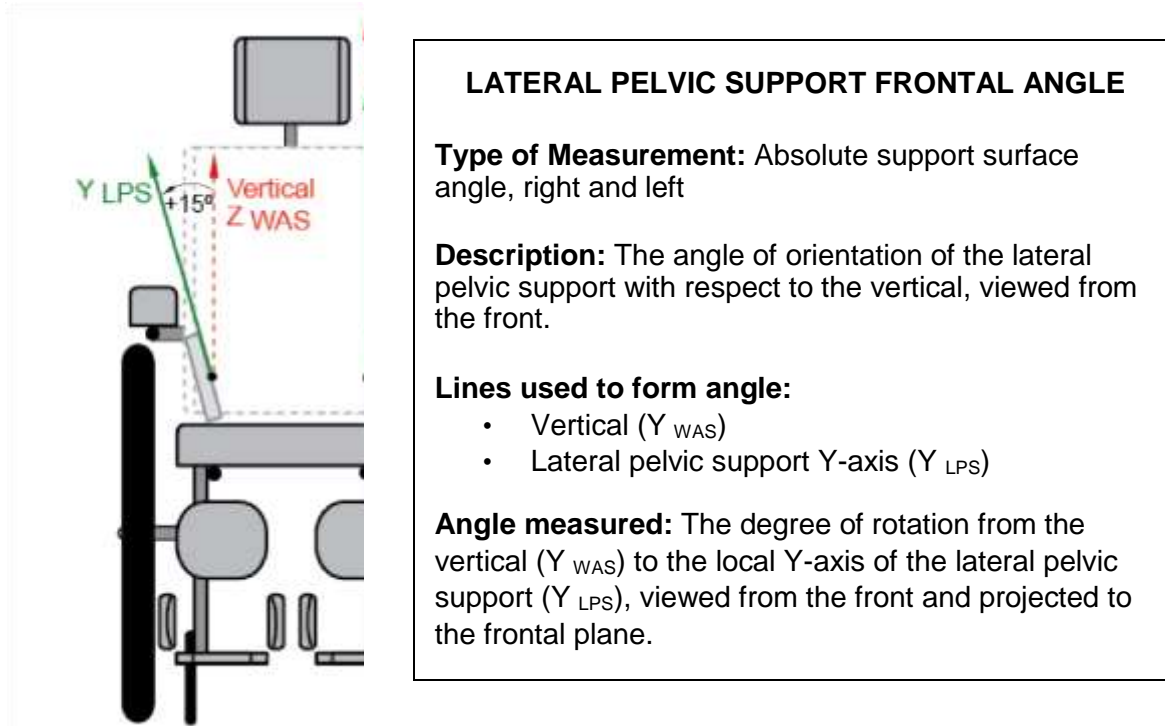 Y LPS
+15º
Vertical
Z WAS
LATERAL PELVIC SUPPORT FRONTAL ANGLE
Type of Measurement: Absolute support surface
angle, right and left
Description: The angle of orientation of the lateral
pelvic support with respect to the vertical, viewed from
the front.
Lines used to form angle:
• Vertical (Y WAS)
• Lateral pelvic support Y-axis (Y LPS)
Angle measured: The degree of rotation from the
vertical (Y WAS) to the local Y-axis of the lateral pelvic
support (Y LPS), viewed from the front and projected to
the frontal plane.